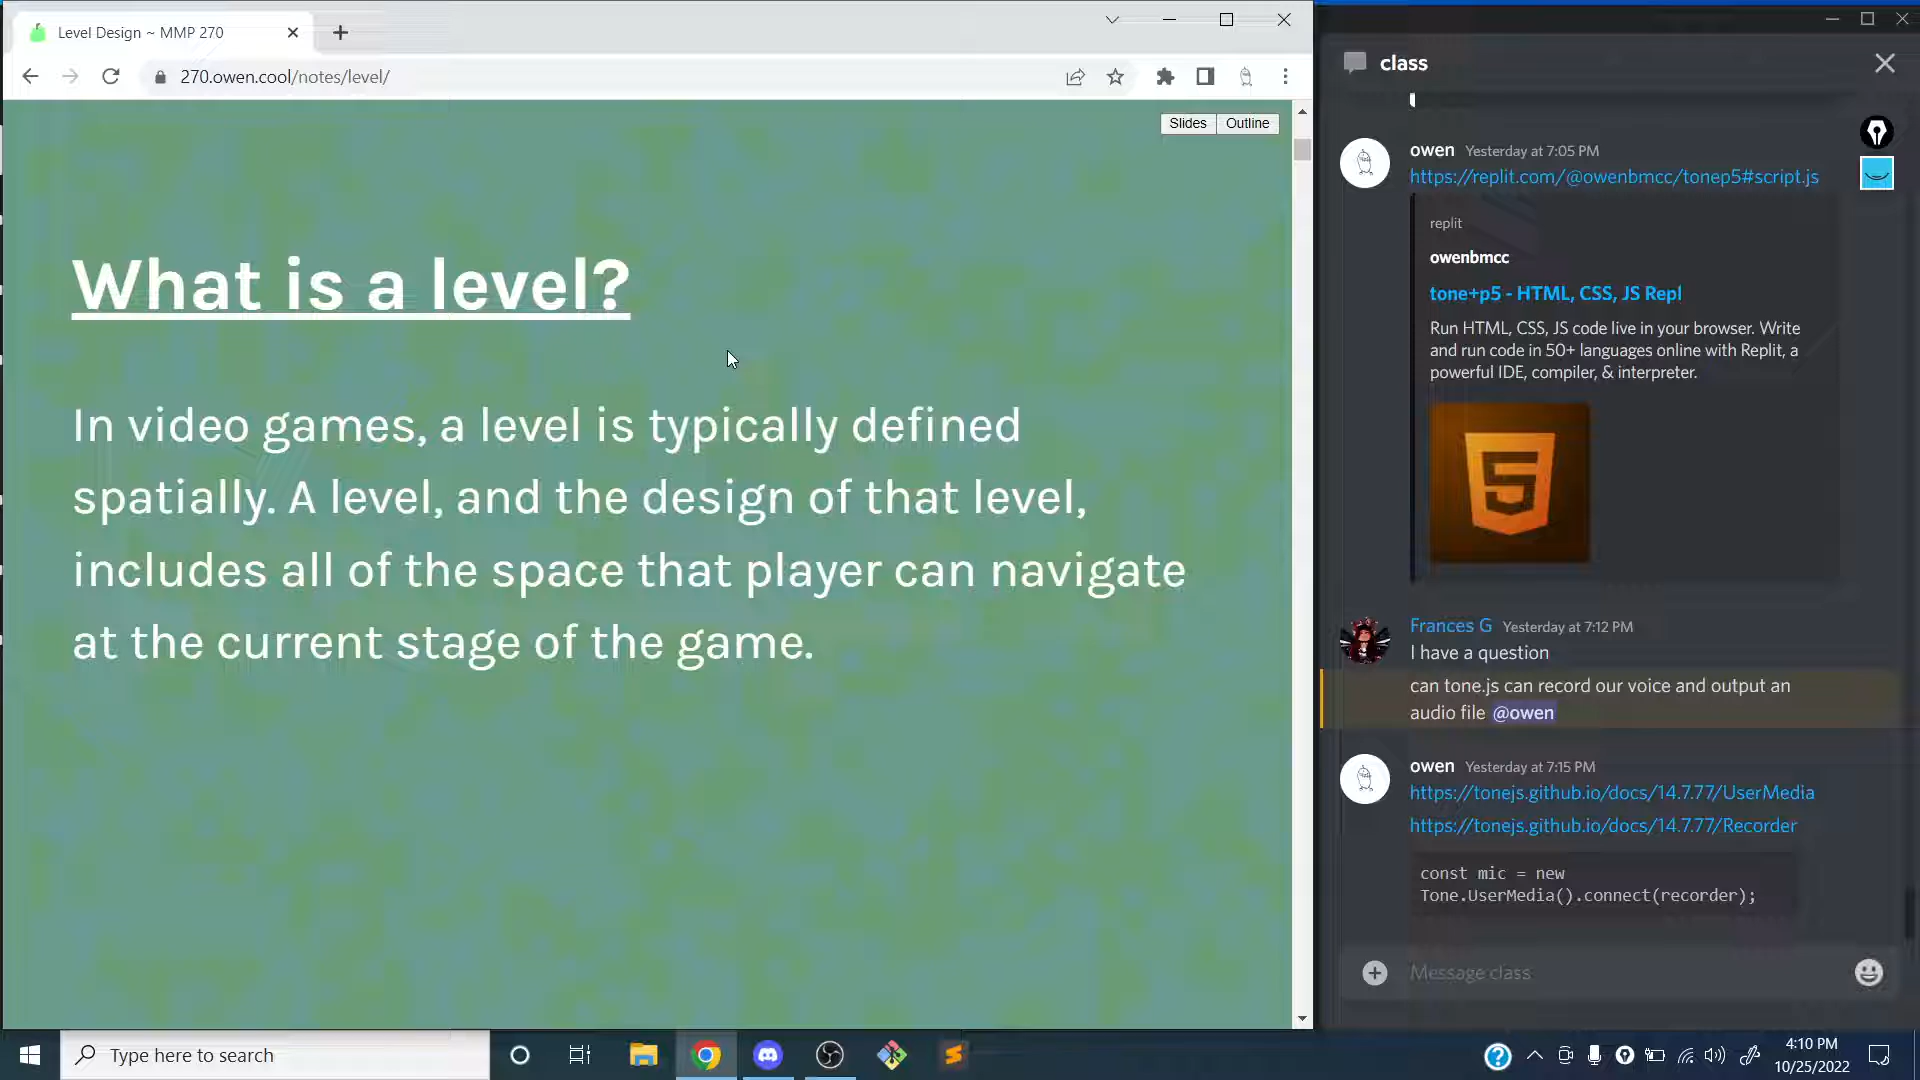 Level Design ~ MMP 270
270.owen.cool/notes/level/
Slides
Outline
What is a level?
In video games, a level is typically defined
spatially. A level, and the design of that level,
includes all of the space that player can navigate
at the current stage of the game.
class
owen Yesterday at 7:05 PM
https://replit.com/@owenbmcc/tonep5#script.js
replit
owenbmcc
tone+p5 - HTML, CSS, JS Repl
Run HTML, CSS, JS code live in your browser. Write
and run code in 50+ languages online with Replit, a
powerful IDE, compiler, & interpreter.
5
Frances G Yesterday at 7:12 PM
I have a question
can tone.js can record our voice and output an
audio file @owen
owen Yesterday at 7:15 PM
https://tonejs.github.io/docs/14.7.77/UserMedia
https://tonejs.github.io/docs/14.7.77/Recorder
const mic = new
Tone.UserMedia().connect(recorder);
Message class
Type here to search
4:10 PM
10/25/2022